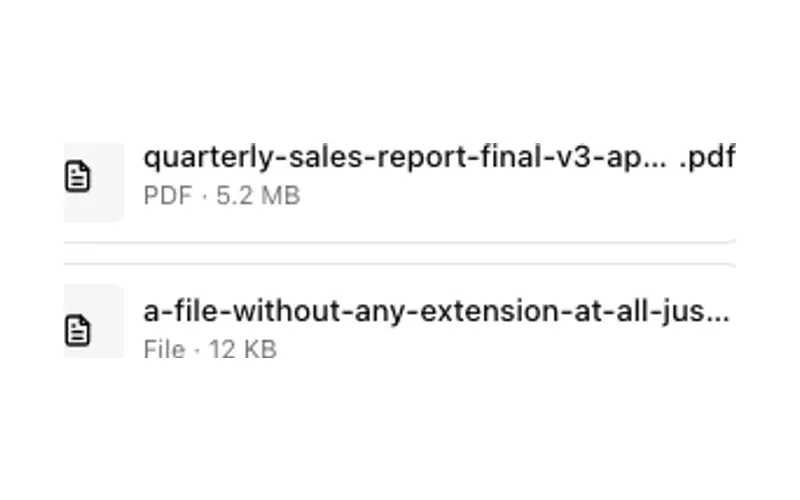 quarterly-sales-report-final-v3-ap... .pdf
PDF · 5.2 MB
a-file-without-any-extension-at-all-jus...
File · 12 KB